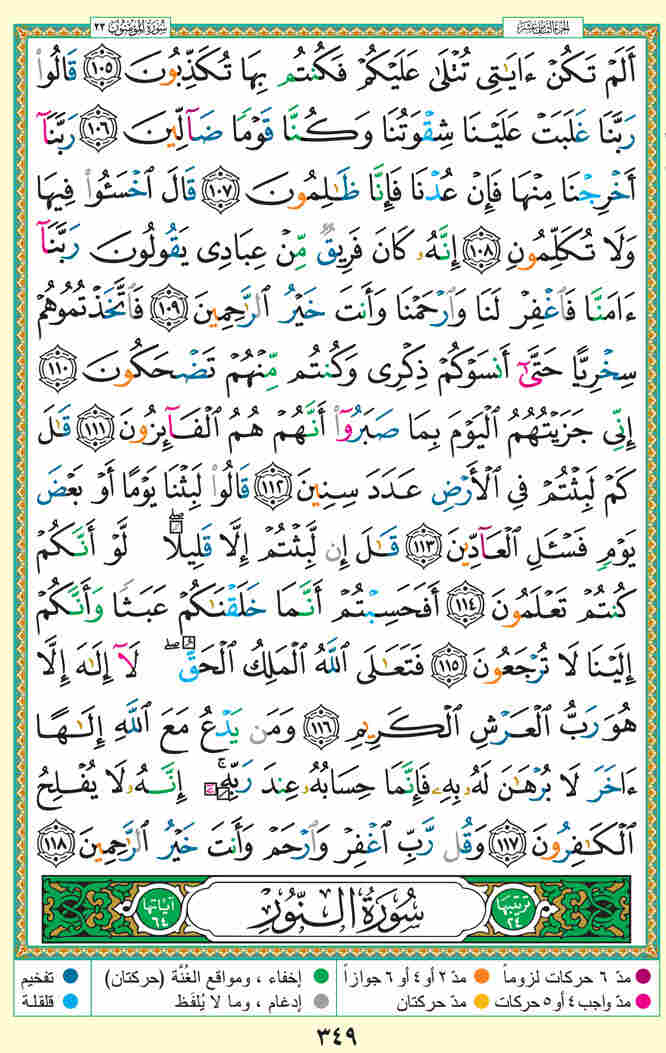 الجزء الثامن عشر
سُورَةُ المُؤمِنُون ٢٣
أَلَمْ تَكُنْ ءَايَٰتِى تُتْلَىٰ عَلَيْكُمْ فَكُنتُم بِهَا تُكَذِّبُونَ ١٠٥ قَالُوا۟
رَبَّنَا غَلَبَتْ عَلَيْنَا شِقْوَتُنَا وَكُنَّا قَوْمًا ضَآلِّينَ ١٠٦ رَبَّنَآ
أَخْرِجْنَا مِنْهَا فَإِنْ عُدْنَا فَإِنَّا ظَٰلِمُونَ ١٠٧ قَالَ ٱخْسَـُٔوا۟ فِيهَا
وَلَا تُكَلِّمُونِ ١٠٨ إِنَّهُۥ كَانَ فَرِيقٌ مِّنْ عِبَادِى يَقُولُونَ رَبَّنَآ
ءَامَنَّا فَٱغْفِرْ لَنَا وَٱرْحَمْنَا وَأَنتَ خَيْرُ ٱلرَّٰحِمِينَ ١٠٩ فَٱتَّخَذْتُمُوهُمْ
سِخْرِيًّا حَتَّىٰٓ أَنسَوْكُمْ ذِكْرِى وَكُنتُم مِّنْهُمْ تَضْحَكُونَ ١١٠
إِنِّى جَزَيْتُهُمُ ٱلْيَوْمَ بِمَا صَبَرُوٓا۟ أَنَّهُمْ هُمُ ٱلْفَآئِزُونَ ١١١ قَٰلَ
كَمْ لَبِثْتُمْ فِى ٱلْأَرْضِ عَدَدَ سِنِينَ ١١٢ قَالُوا۟ لَبِثْنَا يَوْمًا أَوْ بَعْضَ
يَوْمٍ فَسْـَٔلِ ٱلْعَآدِّينَ ١١٣ قَٰلَ إِن لَّبِثْتُمْ إِلَّا قَلِيلًا ۖ لَّوْ أَنَّكُمْ
كُنتُمْ تَعْلَمُونَ ١١٤ أَفَحَسِبْتُمْ أَنَّمَا خَلَقْنَٰكُمْ عَبَثًا وَأَنَّكُمْ
إِلَيْنَا لَا تُرْجَعُونَ ١١٥ فَتَعَٰلَى ٱللَّهُ ٱلْمَلِكُ ٱلْحَقُّ ۖ لَآ إِلَٰهَ إِلَّا
هُوَ رَبُّ ٱلْعَرْشِ ٱلْكَرِيمِ ١١٦ وَمَن يَدْعُ مَعَ ٱللَّهِ إِلَٰهًا
ءَاخَرَ لَا بُرْهَٰنَ لَهُۥ بِهِۦ فَإِنَّمَا حِسَابُهُۥ عِندَ رَبِّهِۦٓ ۚ إِنَّهُۥ لَا يُفْلِحُ
ٱلْكَٰفِرُونَ ١١٧ وَقُل رَّبِّ ٱغْفِرْ وَٱرْحَمْ وَأَنتَ خَيْرُ ٱلرَّٰحِمِينَ ١١٨
ترتيبها ٢٤
سُورَةُ النُّورِ
آياتها ٦٤
مدّ ٦ حركات لزوماً
مدّ ٢ أو ٤ أو ٦ جوازاً
إخفاء ، ومواقع الغُنَّة (حركتان)
تفخيم
مدّ واجب ٤ أو ٥ حركات
مدّ حركتان
إدغام ، وما لا يُلفَظ
قلقلة
٣٤٩